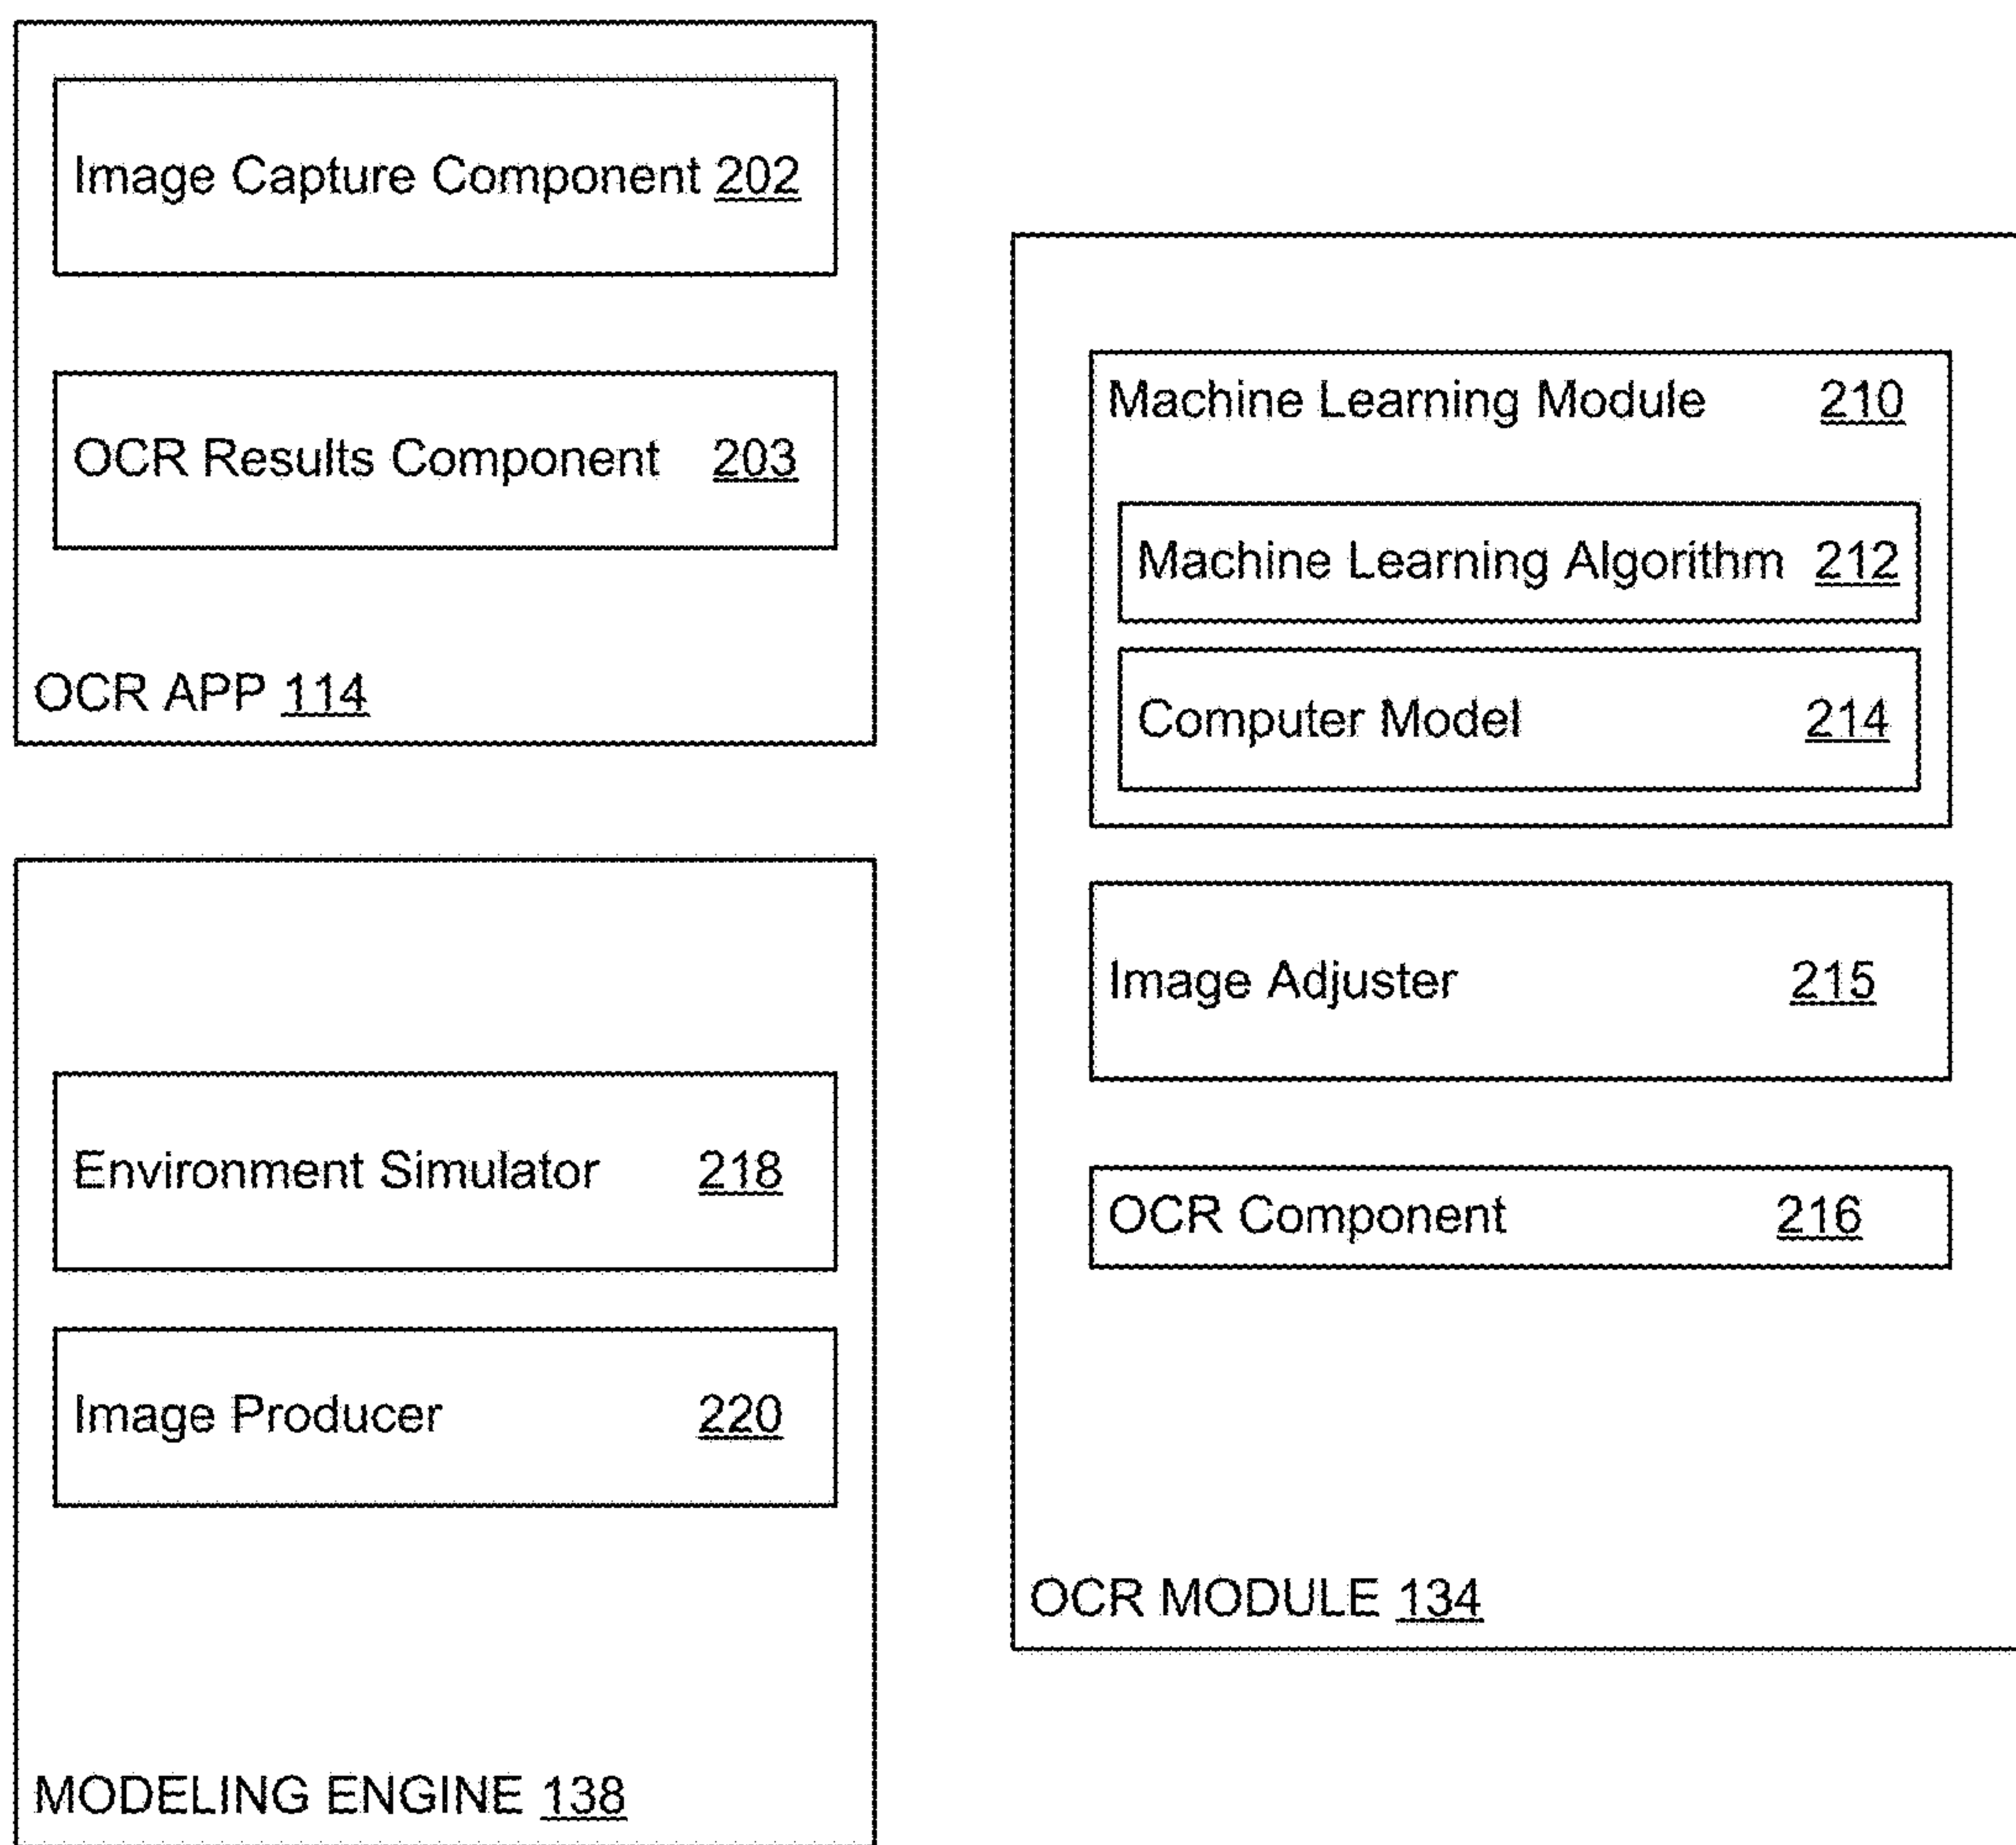 Image Capture Component 202
OCR Results Component 203
OCR APP 114
Environment Simulator 218
Image Producer 220
MODELING ENGINE 138
Machine Learning Module 210
Machine Learning Algorithm 212
Computer Model 214
Image Adjuster 215
OCR Component 216
OCR MODULE 134